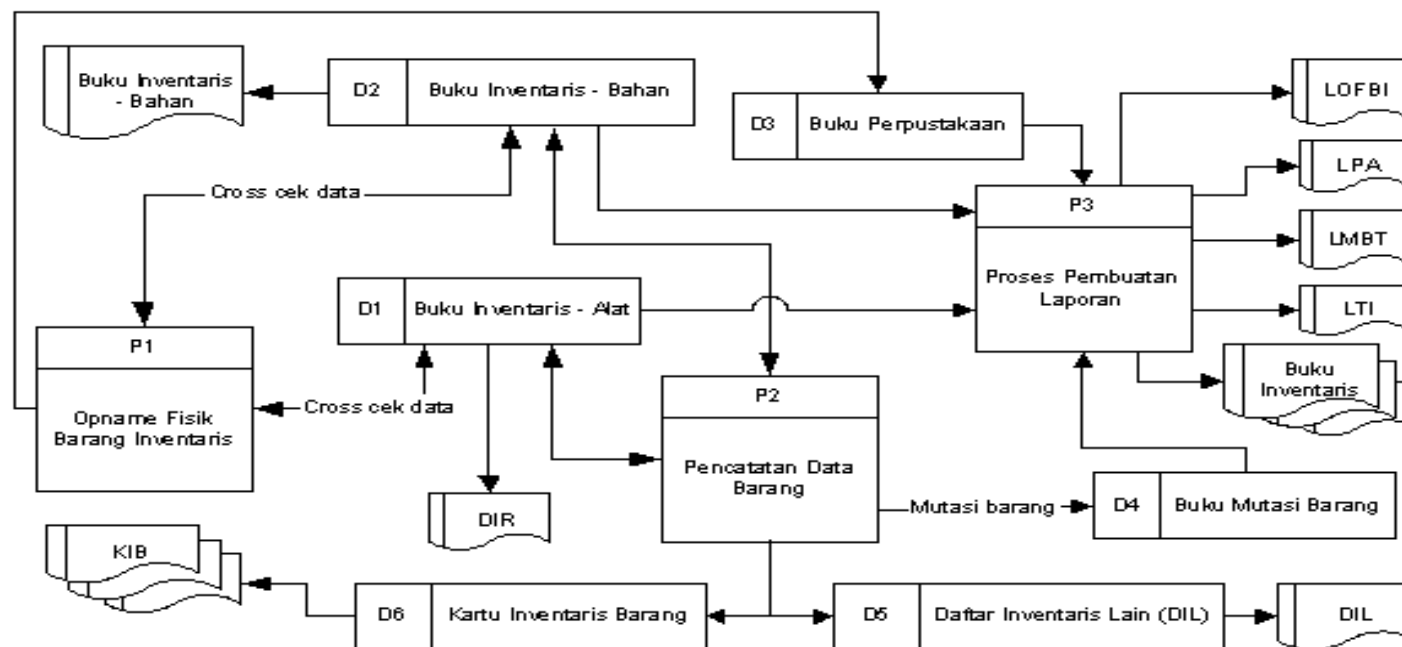 Buku Inventaris
- Bahan
D2
Buku Inventaris - Bahan
D3
Buku Perpustakaan
LOFBI
LPA
LMBT
LTI
Buku
Inventaris
Cross cek data
P3
Proses Pembuatan
Laporan
D1
Buku Inventaris - Alat
P1
Opname Fisik
Barang Inventaris
Cross cek data
P2
Pencatatan Data
Barang
DIR
Mutasi barang
D4
Buku Mutasi Barang
KIB
D6
Kartu Inventaris Barang
D5
Daftar Inventaris Lain (DIL)
DIL